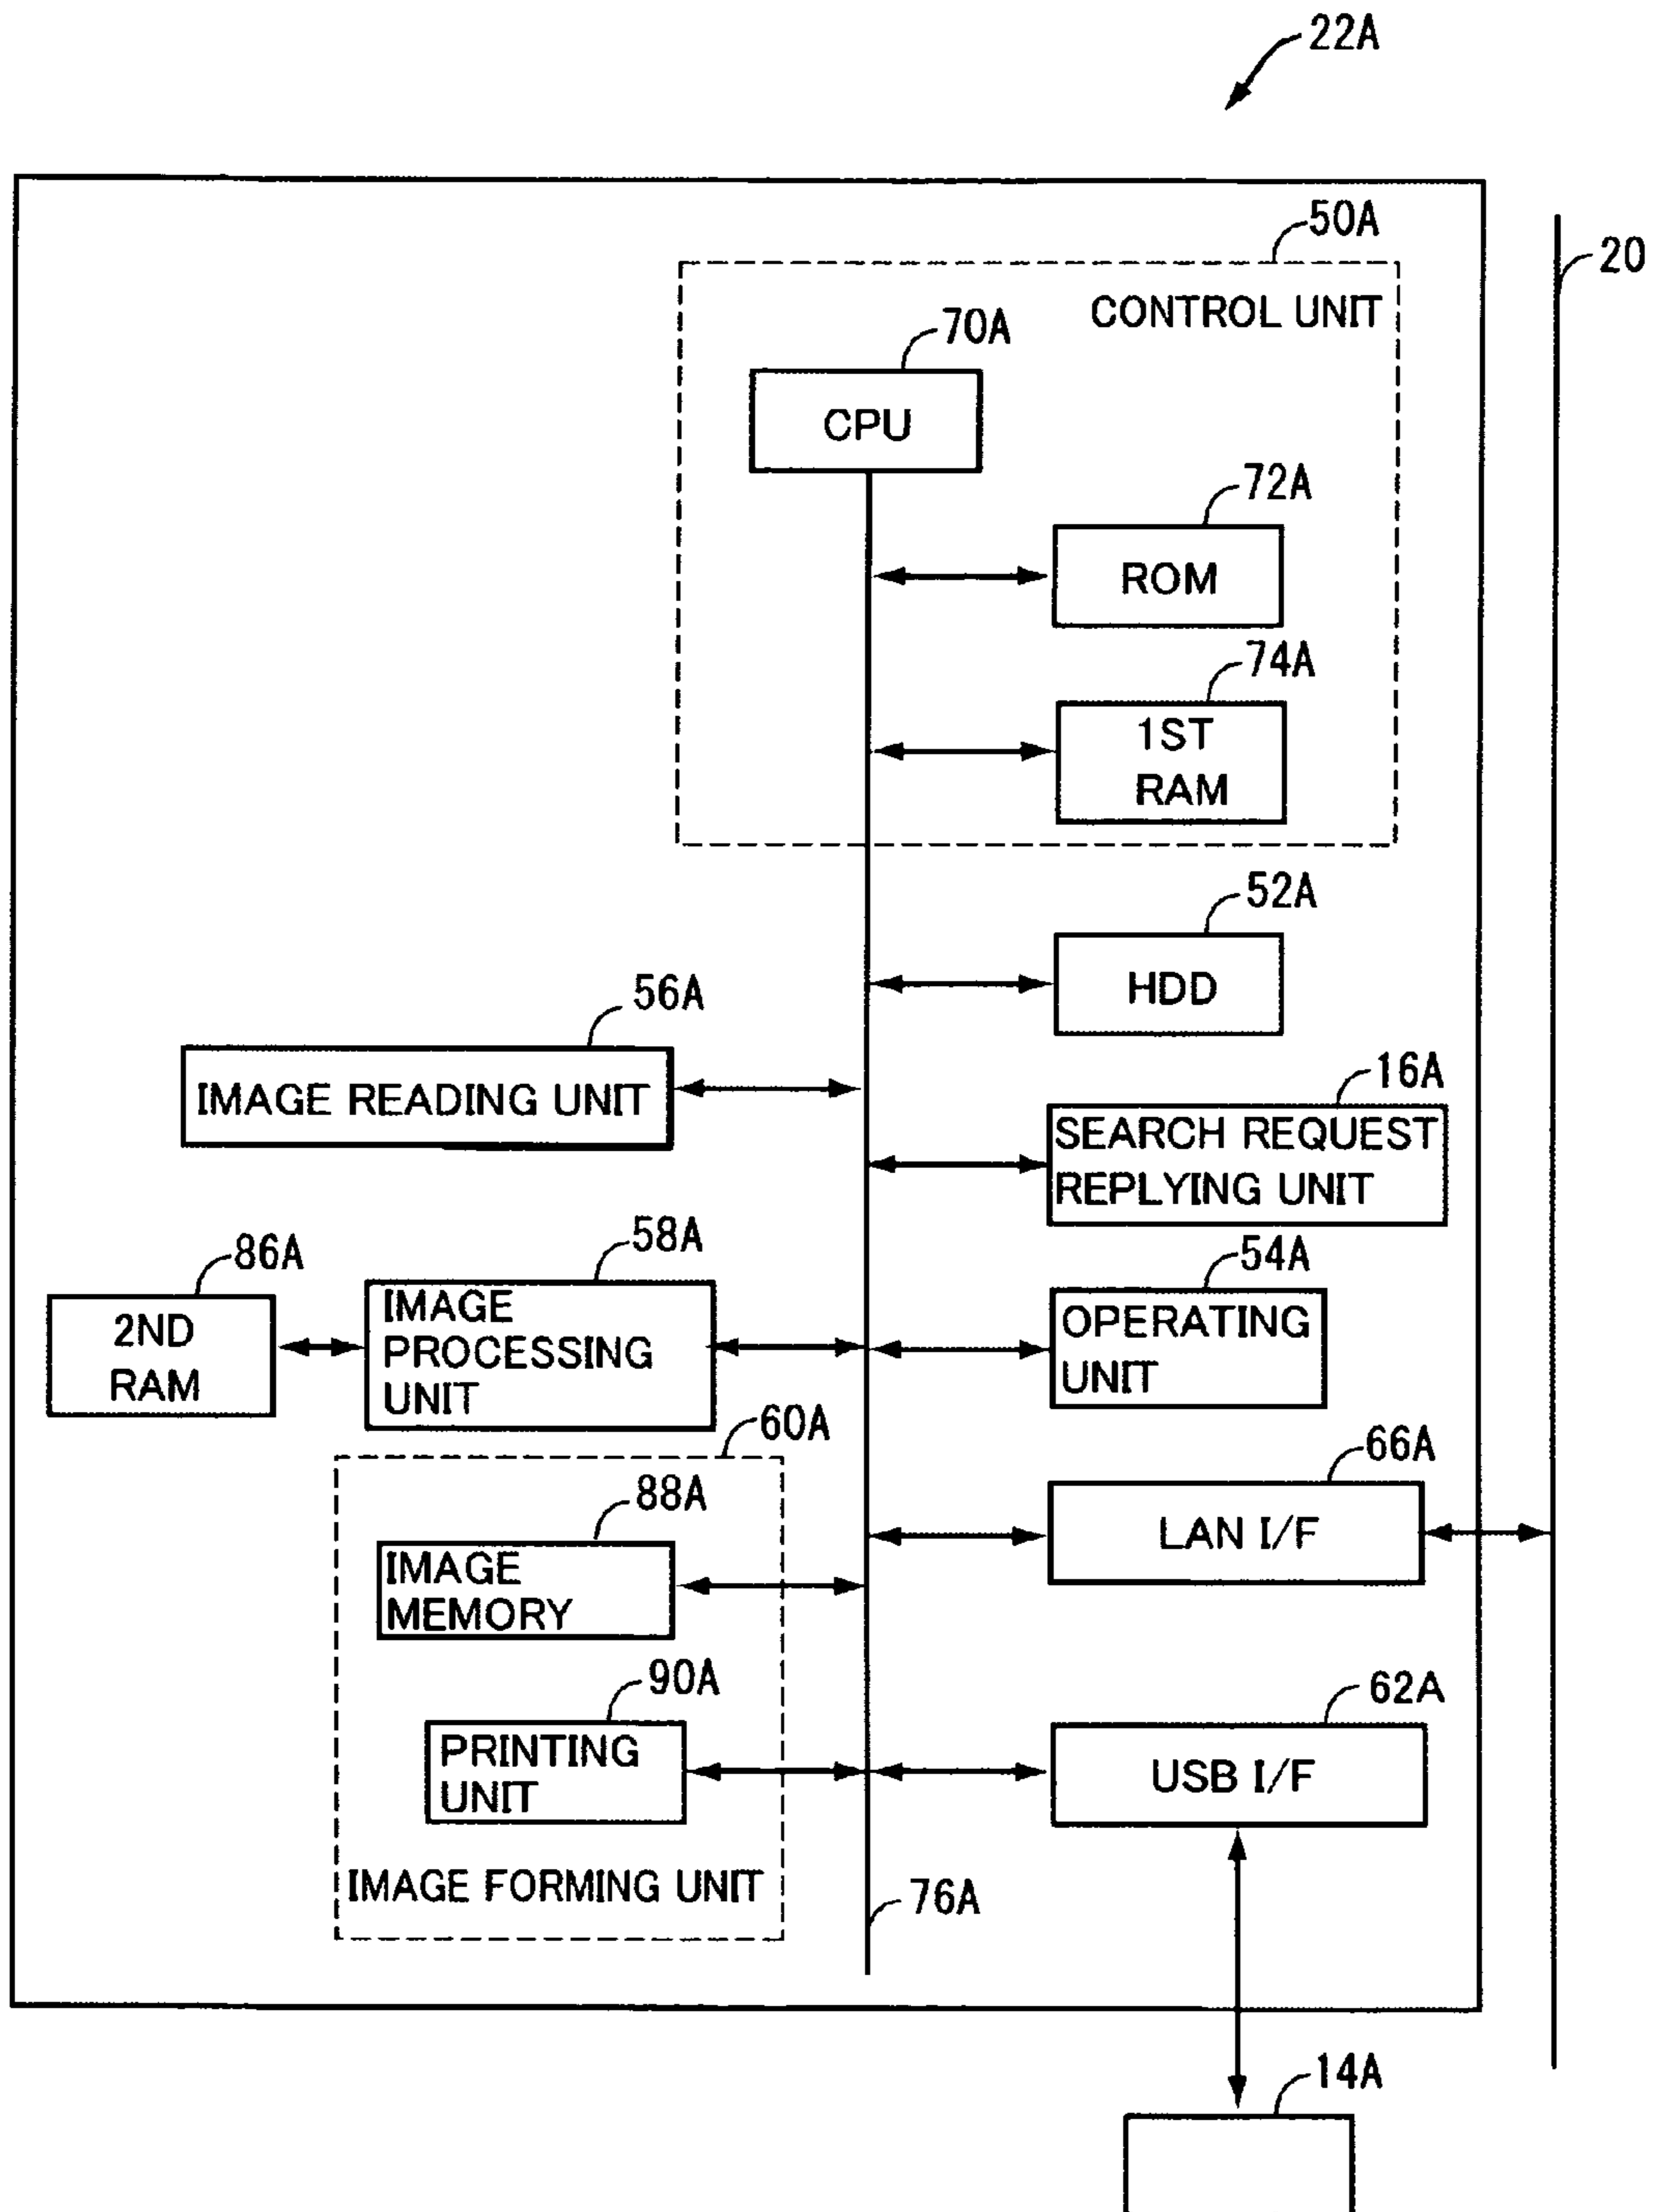 22A
50A
20
CONTROL UNIT
70A
CPU
72A
ROM
74A
1ST
RAM
52A
HDD
56A
IMAGE READING UNIT
16A
SEARCH REQUEST
REPLYING UNIT
86A
2ND
RAM
58A
IMAGE
PROCESSING
UNIT
54A
OPERATING
UNIT
60A
88A
IMAGE
MEMORY
66A
LAN I/F
90A
PRINTING
UNIT
62A
USB I/F
IMAGE FORMING UNIT
76A
14A